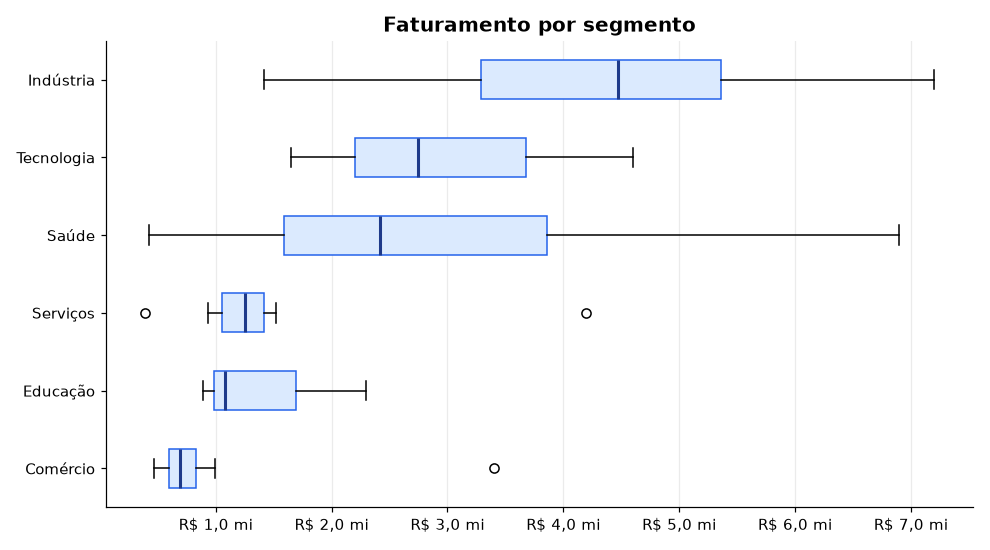 Faturamento por segmento
Indústria
Tecnologia
Saúde
Serviços
Educação
Comércio
R$ 1,0 mi R$ 2,0 mi R$ 3,0 mi R$ 4,0 mi R$ 5,0 mi R$ 6,0 mi R$ 7,0 mi